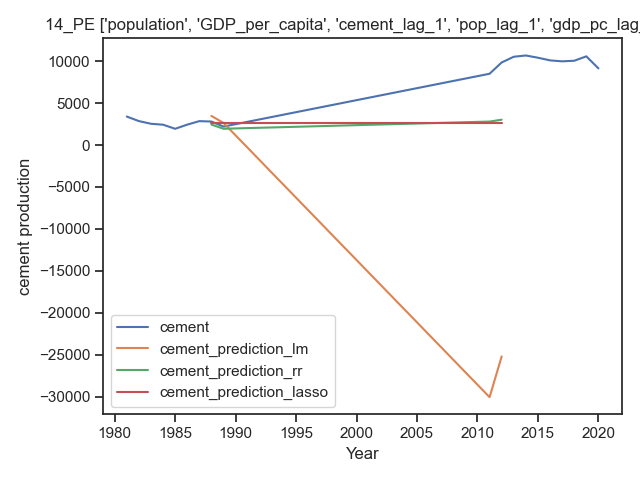 14_PE ['population', 'GDP_per_capita', 'cement_lag_1', 'pop_lag_1', 'gdp_pc_lag_
10000
5000
0
−5000
−10000
−15000
−20000
−25000
−30000
cement production
cement
cement_prediction_lm
cement_prediction_rr
cement_prediction_lasso
1980 1985 1990 1995 2000 2005 2010 2015 2020
Year